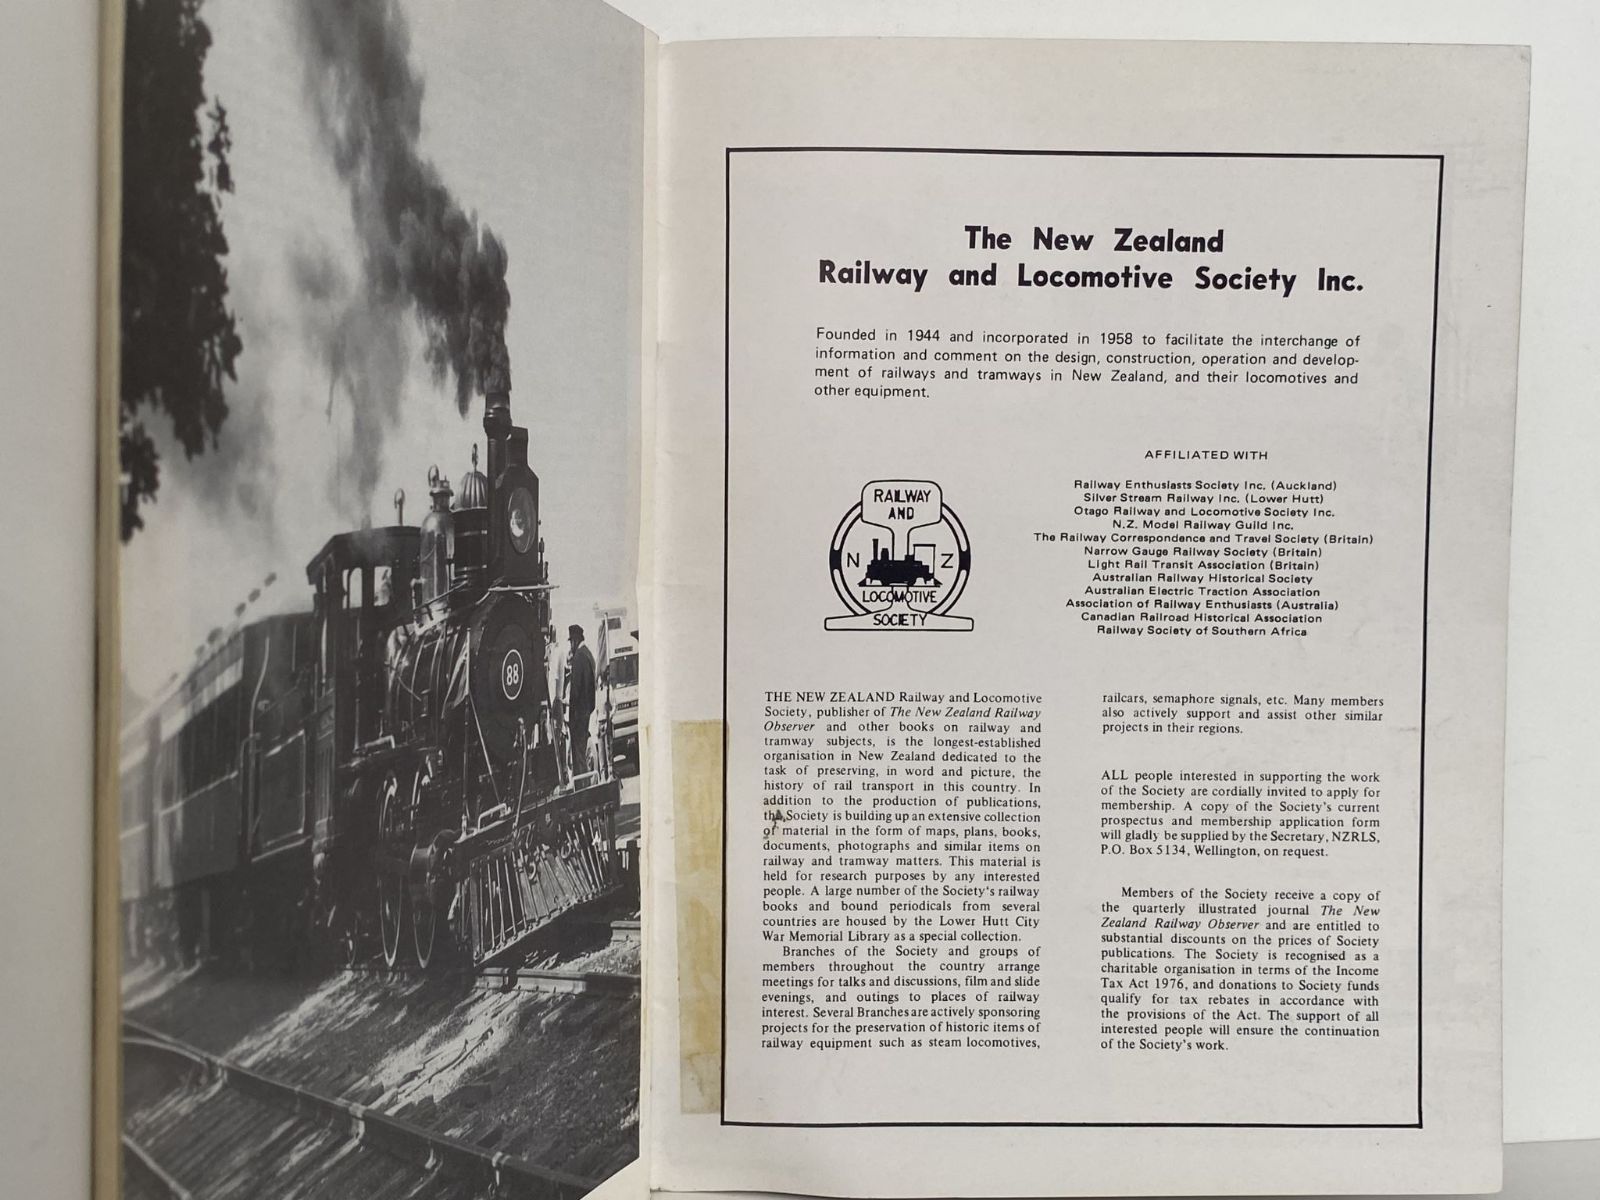 88
The New Zealand
Railway and Locomotive Society Inc.
Founded in 1944 and incorporated in 1958 to facilitate the interchange of
information and comment on the design, construction, operation and develop-
ment of railways and tramways in New Zealand, and their locomotives and
other equipment.
RAILWAY
AND
N Z
LOCOMOTIVE
SOCIETY
AFFILIATED WITH
Railway Enthusiasts Society Inc. (Auckland)
Silver Stream Railway Inc. (Lower Hutt)
Otago Railway and Locomotive Society Inc.
N.Z. Model Railway Guild Inc.
The Railway Correspondence and Travel Society (Britain)
Narrow Gauge Railway Society (Britain)
Light Rail Transit Association (Britain)
Australian Railway Historical Society
Australian Electric Traction Association
Association of Railway Enthusiasts (Australia)
Canadian Railroad Historical Association
Railway Society of Southern Africa
THE NEW ZEALAND Railway and Locomotive
Society, publisher of The New Zealand Railway
Observer and other books on railway and
tramway subjects, is the longest-established
organisation in New Zealand dedicated to the
task of preserving, in word and picture, the
history of rail transport in this country. In
addition to the production of publications,
the Society is building up an extensive collection
of material in the form of maps, plans, books,
documents, photographs and similar items on
railway and tramway matters. This material is
held for research purposes by any interested
people. A large number of the Society's railway
books and bound periodicals from several
countries are housed by the Lower Hutt City
War Memorial Library as a special collection.
Branches of the Society and groups of
members throughout the country arrange
meetings for talks and discussions, film and slide
evenings, and outings to places of railway
interest. Several Branches are actively sponsoring
projects for the preservation of historic items of
railway equipment such as steam locomotives,
railcars, semaphore signals, etc. Many members
also actively support and assist other similar
projects in their regions.
ALL people interested in supporting the work
of the Society are cordially invited to apply for
membership. A copy of the Society's current
prospectus and membership application form
will gladly be supplied by the Secretary, NZRLS,
P.O. Box 5134, Wellington, on request.
Members of the Society receive a copy of
the quarterly illustrated journal The New
Zealand Railway Observer and are entitled to
substantial discounts on the prices of Society
publications. The Society is recognised as a
charitable organisation in terms of the Income
Tax Act 1976, and donations to Society funds
qualify for tax rebates in accordance with
the provisions of the Act. The support of all
interested people will ensure the continuation
of the Society's work.